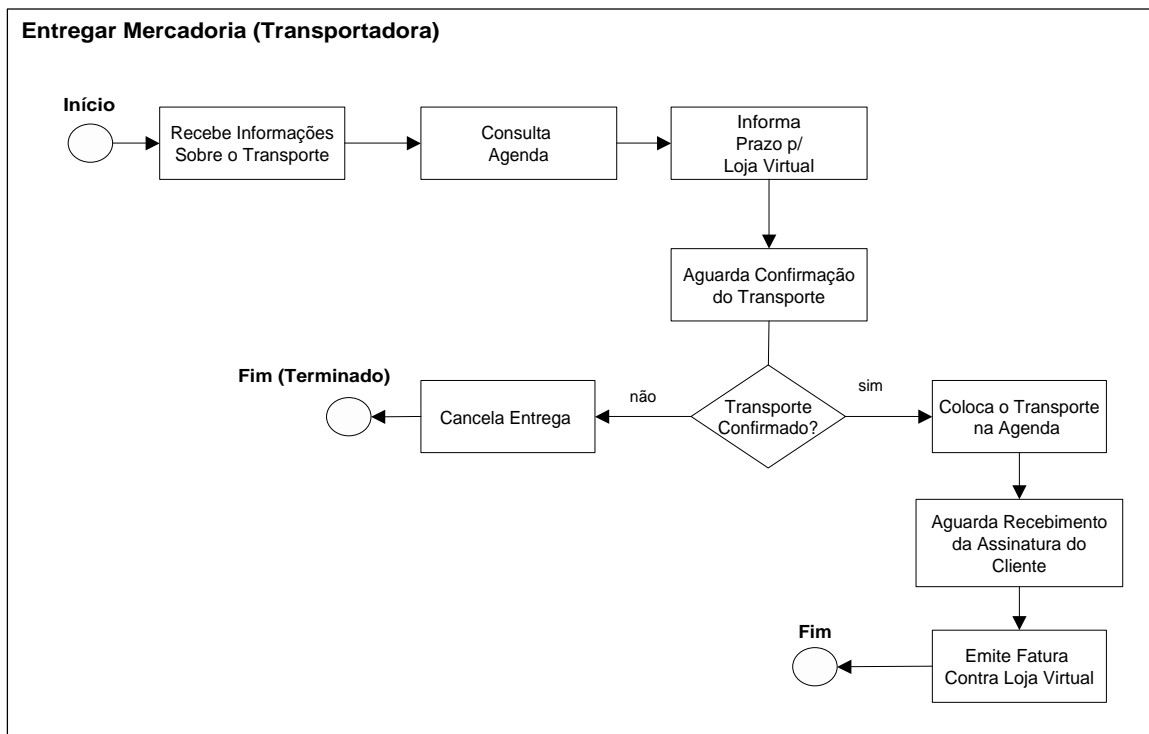 Entregar Mercadoria (Transportadora)
Início
Recebe Informações
Sobre o Transporte
Consulta
Agenda
Informa
Prazo p/
Loja Virtual
Aguarda Confirmação
do Transporte
Transporte
Confirmado?
não
Cancela Entrega
Fim (Terminado)
sim
Coloca o Transporte
na Agenda
Aguarda Recebimento
da Assinatura do
Cliente
Emite Fatura
Contra Loja Virtual
Fim